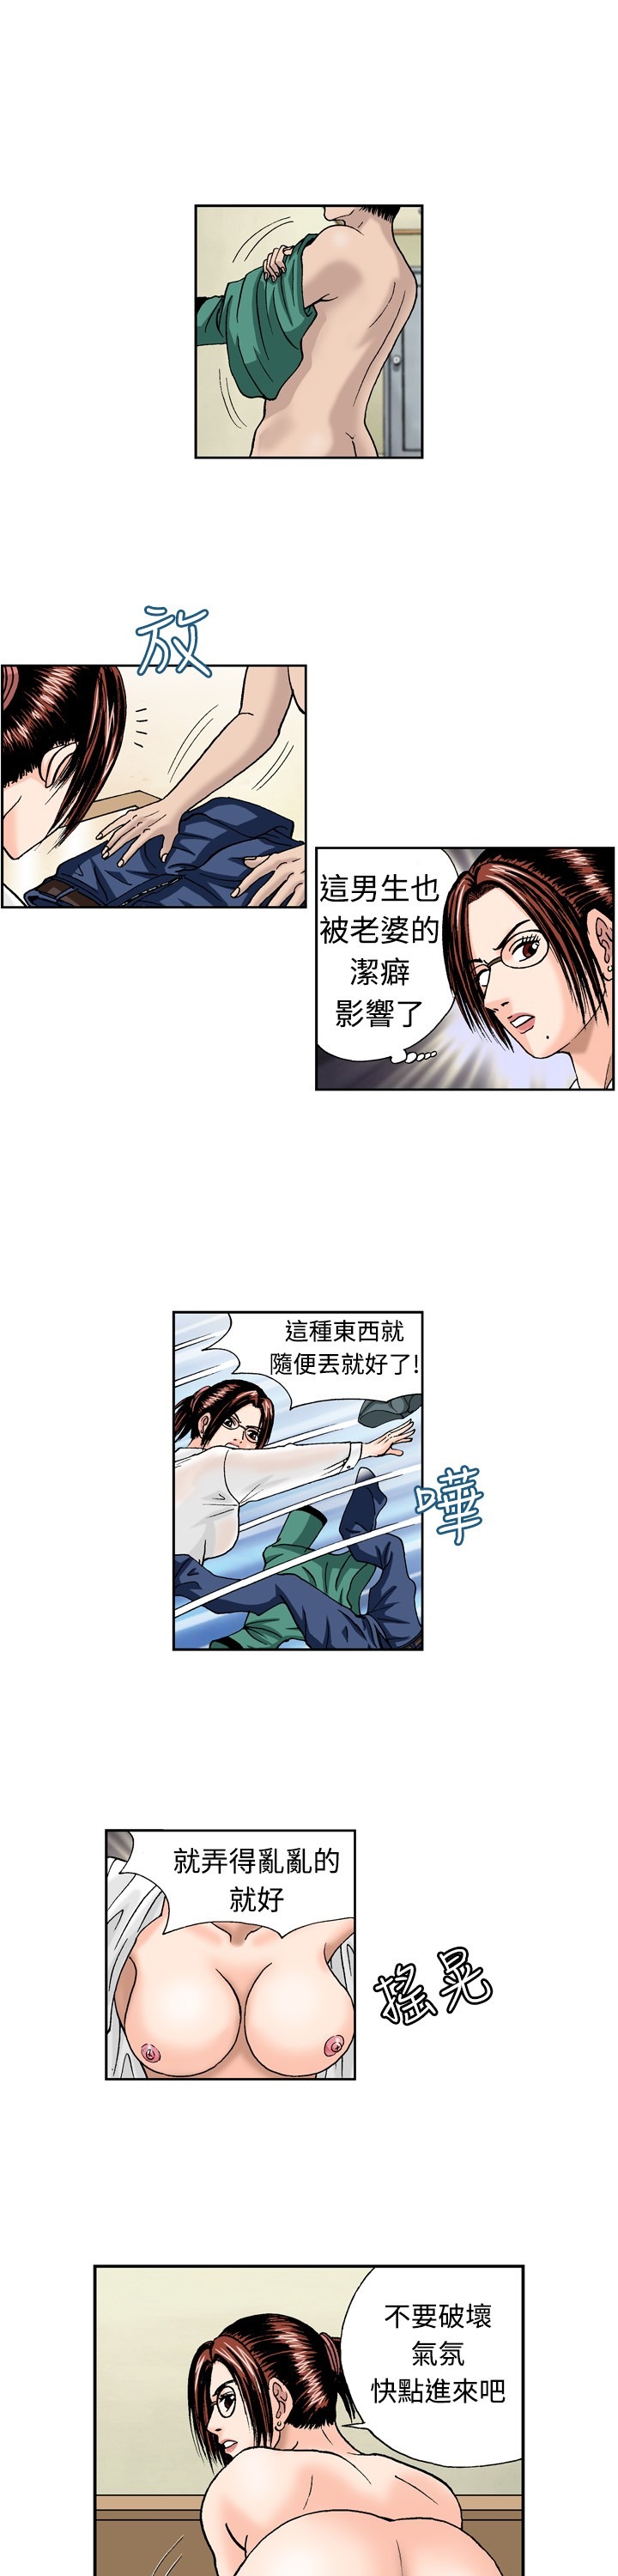 放
這男生也
被老婆的
潔癖
影響了
這種東西就
隨便丟就好了!
嘩
就弄得亂亂的
就好
搖晃
不要破壞
氣氛
快點進來吧